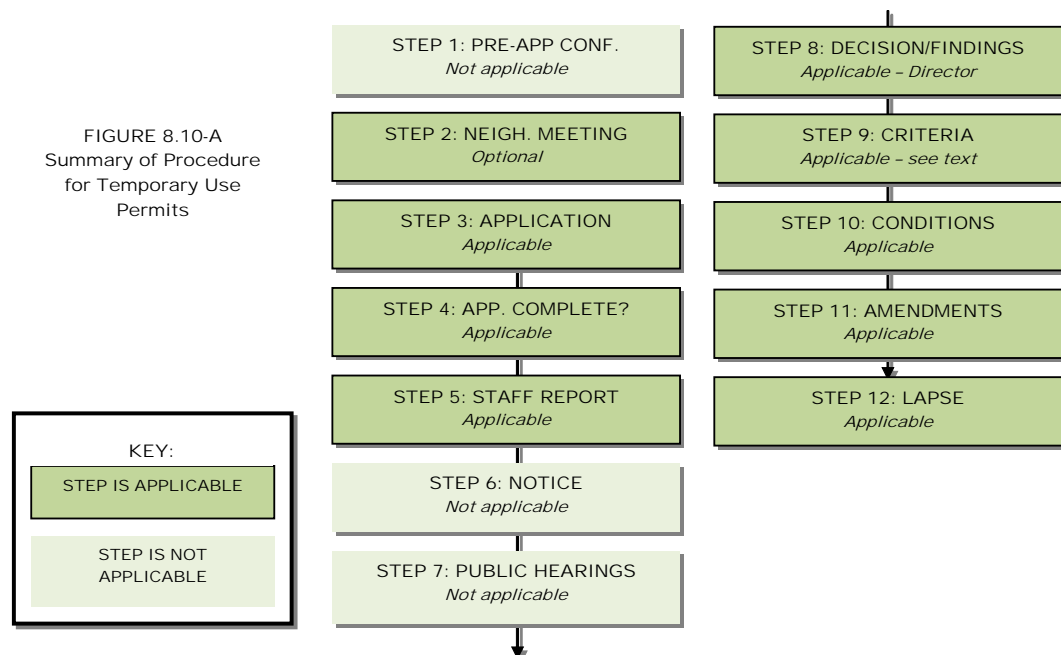 FIGURE 8.10-A
Summary of Procedure
for Temporary Use
Permits
STEP 1: PRE-APP CONF.
Not applicable
STEP 2: NEIGH. MEETING
Optional
STEP 3: APPLICATION
Applicable
STEP 4: APP. COMPLETE?
Applicable
STEP 5: STAFF REPORT
Applicable
STEP 6: NOTICE
Not applicable
STEP 7: PUBLIC HEARINGS
Not applicable
STEP 8: DECISION/FINDINGS
Applicable – Director
STEP 9: CRITERIA
Applicable – see text
STEP 10: CONDITIONS
Applicable
STEP 11: AMENDMENTS
Applicable
STEP 12: LAPSE
Applicable
KEY:
STEP IS APPLICABLE
STEP IS NOT
APPLICABLE